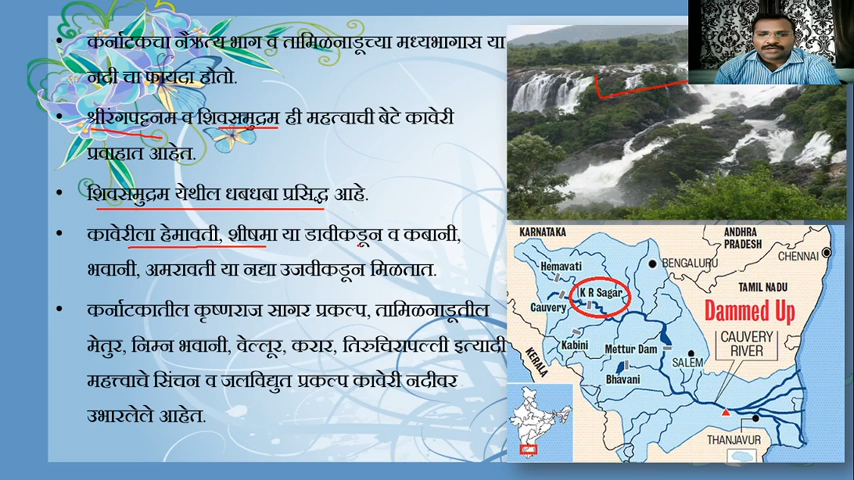 कर्नाटकचा नैऋत्य भाग व तामिळनाडूच्या मध्यभागास या
नदी चा फायदा होतो.
श्रीरंगपट्टनम व शिवसमुद्रम ही महत्वाची बेटे कावेरी
प्रवाहात आहेत.
शिवसमुद्रम येथील धबधबा प्रसिद्ध आहे.
कावेरीला हेमावती, शीषमा या डावीकडून व कबानी,
भवानी, अमरावती या नद्या उजवीकडून मिळतात.
कर्नाटकातील कृष्णराज सागर प्रकल्प, तामिळनाडूतील
मेतुर, निम्न भवानी, वेल्लूर, करार, तिरुचिरापल्ली इत्यादी
महत्त्वाचे सिंचन व जलविद्युत प्रकल्प कावेरी नदीवर
उभारलेले आहेत.
KARNATAKA
ANDHRA
PRADESH
CHENNAI
BENGALURU
Hemavati
TAMIL NADU
K R Sagar
Dammed Up
Cauvery
CAUVERY
RIVER
Kabini
Mettur Dam
SALEM
KERALA
Bhavani
THANJAVUR